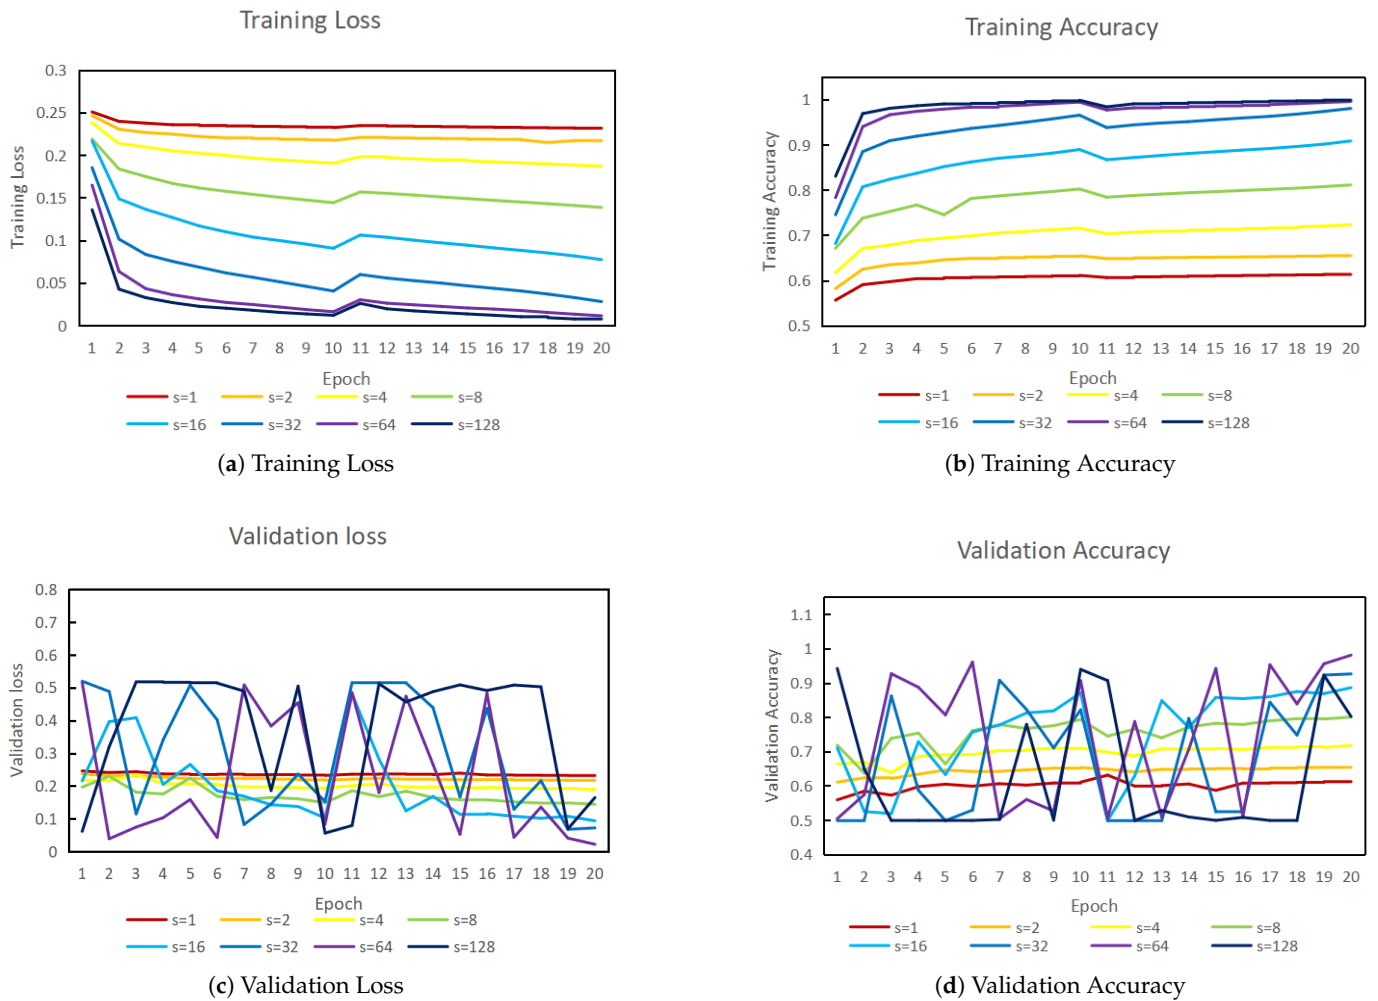 Training Loss
Training Loss
0.3
0.25
0.2
0.15
0.1
0.05
0
1 2 3 4 5 6 7 8 9 10 11 12 13 14 15 16 17 18 19 20
Epoch
s=1 s=2 s=4 s=8
s=16 s=32 s=64 s=128
(a) Training Loss
Training Accuracy
Training Accuracy
1
0.9
0.8
0.7
0.6
0.5
1 2 3 4 5 6 7 8 9 10 11 12 13 14 15 16 17 18 19 20
Epoch
s=1 s=2 s=4 s=8
s=16 s=32 s=64 s=128
(b) Training Accuracy
Validation loss
Validation loss
0.8
0.7
0.6
0.5
0.4
0.3
0.2
0.1
0
1 2 3 4 5 6 7 8 9 10 11 12 13 14 15 16 17 18 19 20
Epoch
s=1 s=2 s=4 s=8
s=16 s=32 s=64 s=128
(c) Validation Loss
Validation Accuracy
Validation Accuracy
1.1
1
0.9
0.8
0.7
0.6
0.5
0.4
1 2 3 4 5 6 7 8 9 10 11 12 13 14 15 16 17 18 19 20
Epoch
s=1 s=2 s=4 s=8
s=16 s=32 s=64 s=128
(d) Validation Accuracy